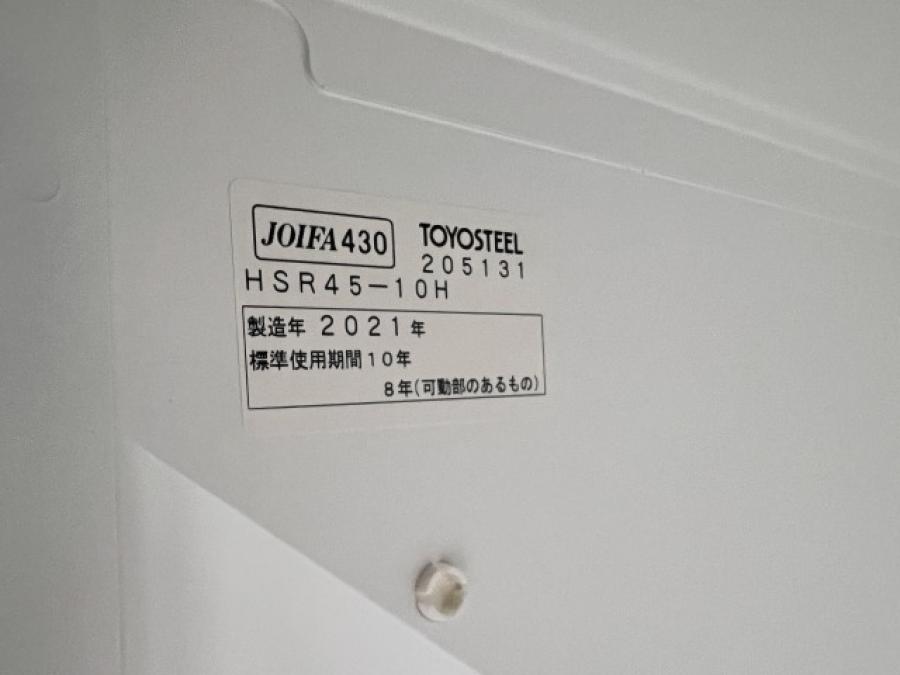 JOIFA430 TOYOSTEEL
205131
HSR45-10H
製造年 2021年
標準使用期間10年
8年(可動部のあるもの)